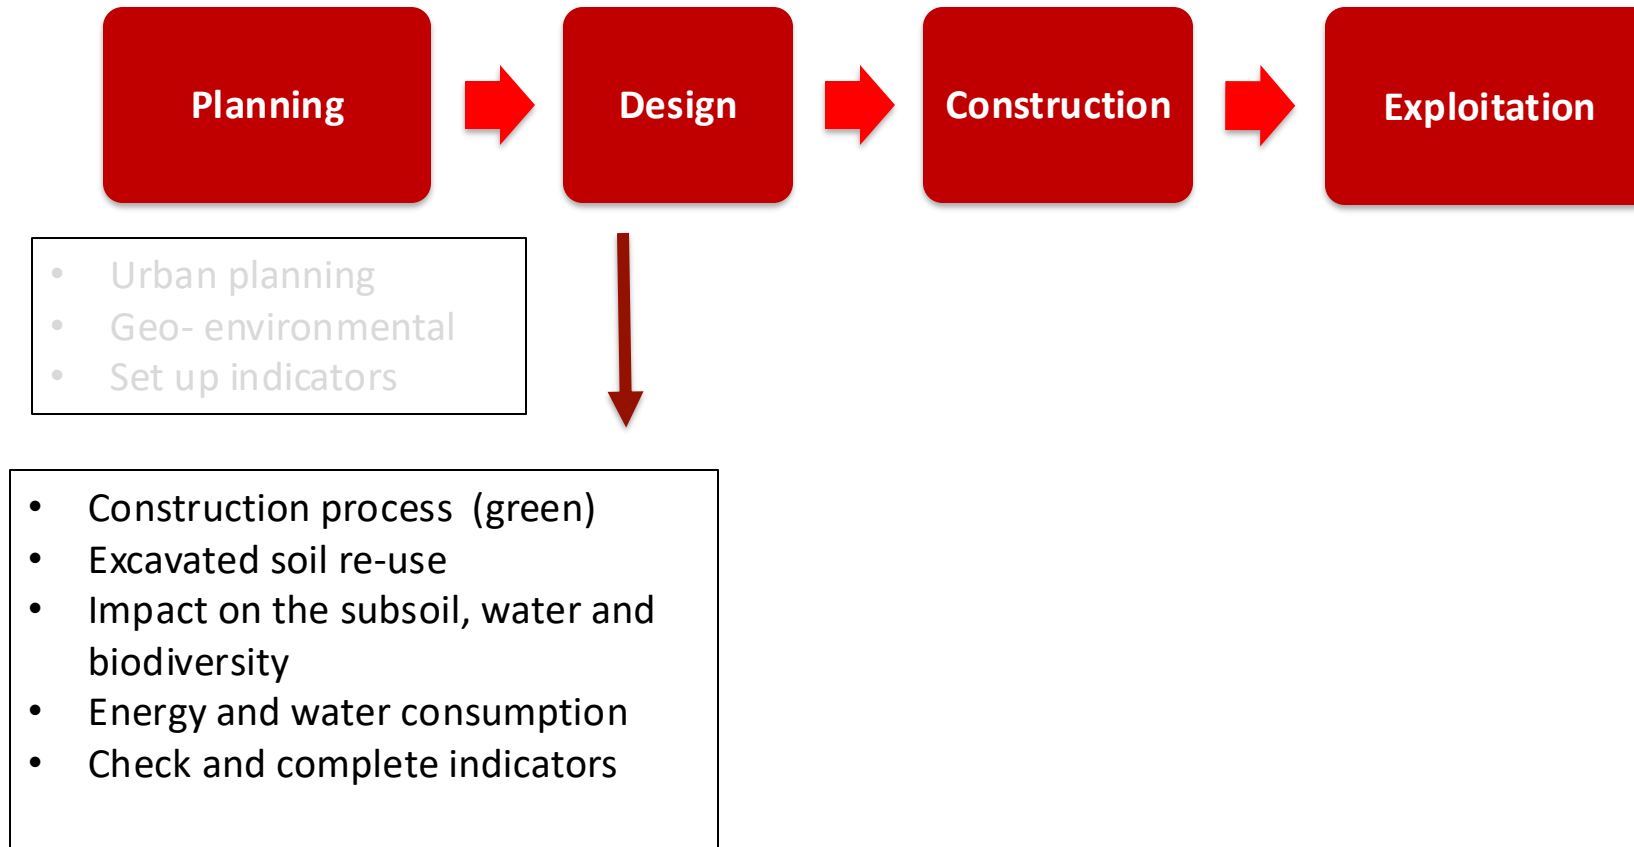 Planning
Design
Construction
Exploitation
• Urban planning
• Geo- environmental
• Set up indicators
• Construction process  (green)
• Excavated soil re-use
• Impact on the subsoil, water and
biodiversity
• Energy and water consumption
• Check and complete indicators